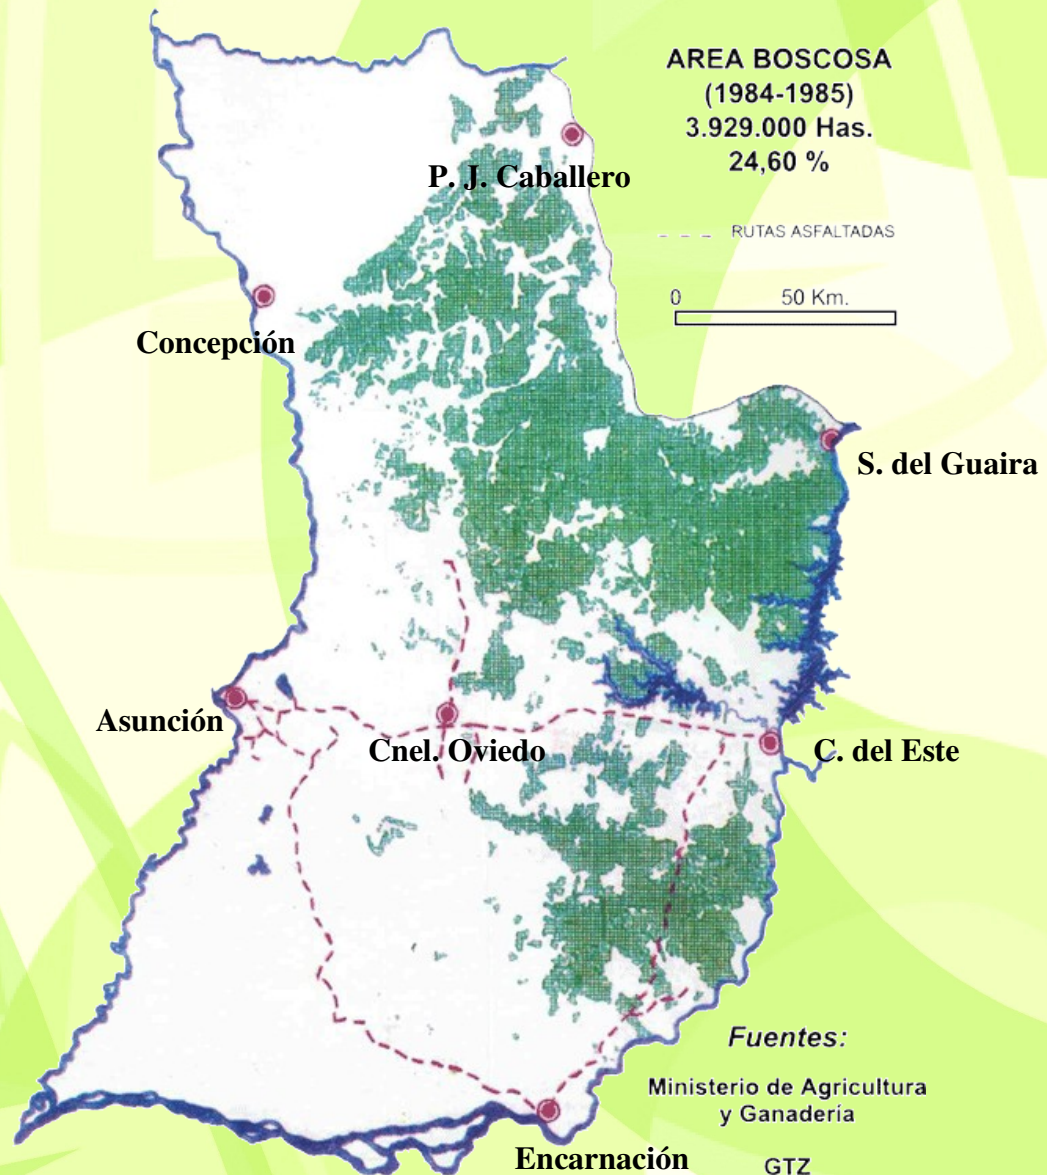 AREA BOSCOSA
(1984-1985)
3.929.000 Has.
24,60 %
P. J. Caballero
RUTAS ASFALTADAS
0 50 Km.
Concepción
S. del Guaira
Asunción
Cnel. Oviedo
C. del Este
Fuentes:
Ministerio de Agricultura
y Ganadería
Encarnación
GTZ